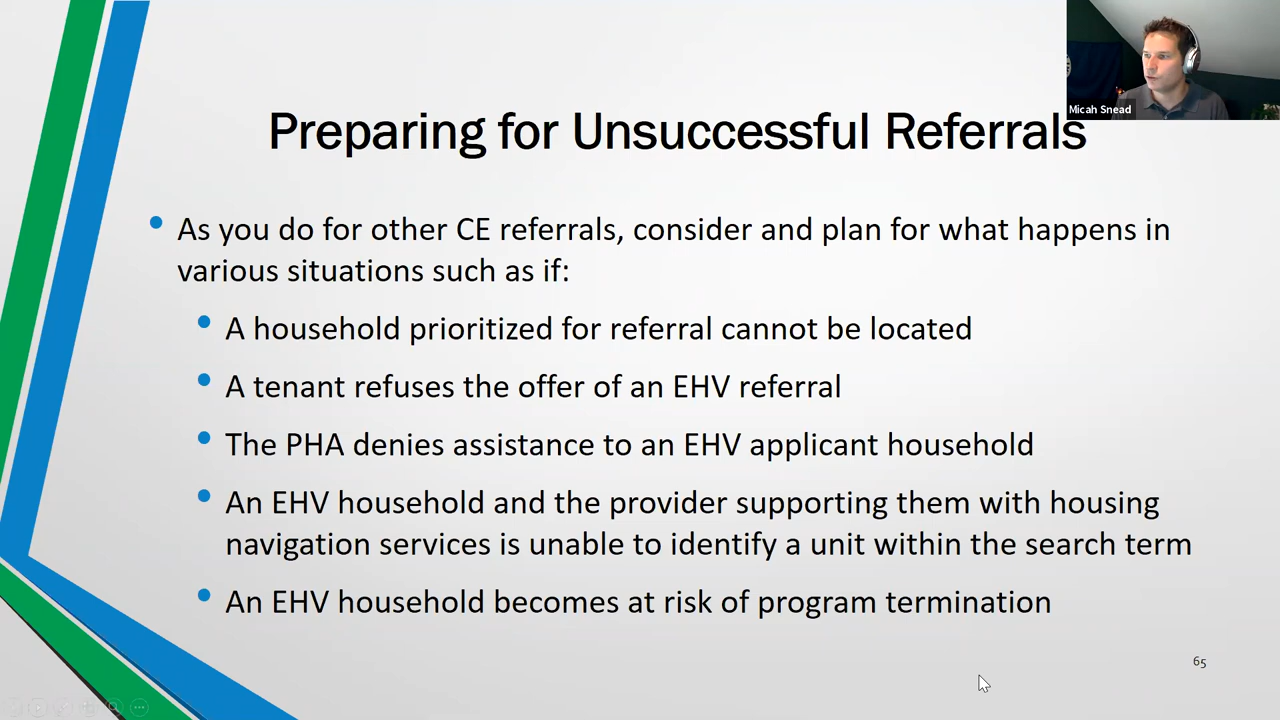 Micah Snead
Preparing for Unsuccessful Referrals
As you do for other CE referrals, consider and plan for what happens in
various situations such as if:
A household prioritized for referral cannot be located
A tenant refuses the offer of an EHV referral
The PHA denies assistance to an EHV applicant household
An EHV household and the provider supporting them with housing
navigation services is unable to identify a unit within the search term
An EHV household becomes at risk of program termination
65